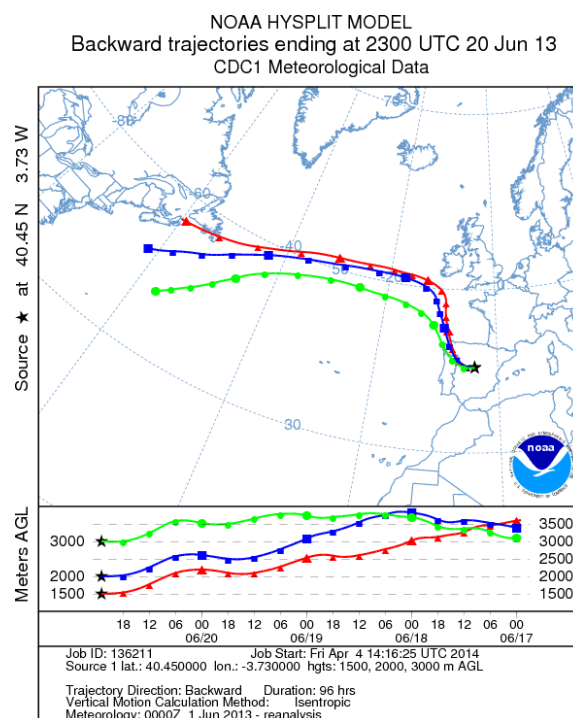 NOAA HYSPLIT MODEL
Backward trajectories ending at 2300 UTC 20 Jun 13
CDC1 Meteorological Data
Source ★ at 40.45 N 3.73 W
-80
-70
-60
-40
50
-20
30
noaa
Meters AGL
3000
2000
1500
3500
3000
2500
2000
1500
18 12 06 00 18 12 06 00 18 12 06 00 18 12 06 00
06/20 06/19 06/18 06/17
Job ID: 136211 Job Start: Fri Apr 4 14:16:25 UTC 2014
Source 1 lat.: 40.450000 lon.: -3.730000 hgts: 1500, 2000, 3000 m AGL
Trajectory Direction: Backward Duration: 96 hrs
Vertical Motion Calculation Method: Isentropic
Meteorology: 0000Z 1 Jun 2013 - reanalysis